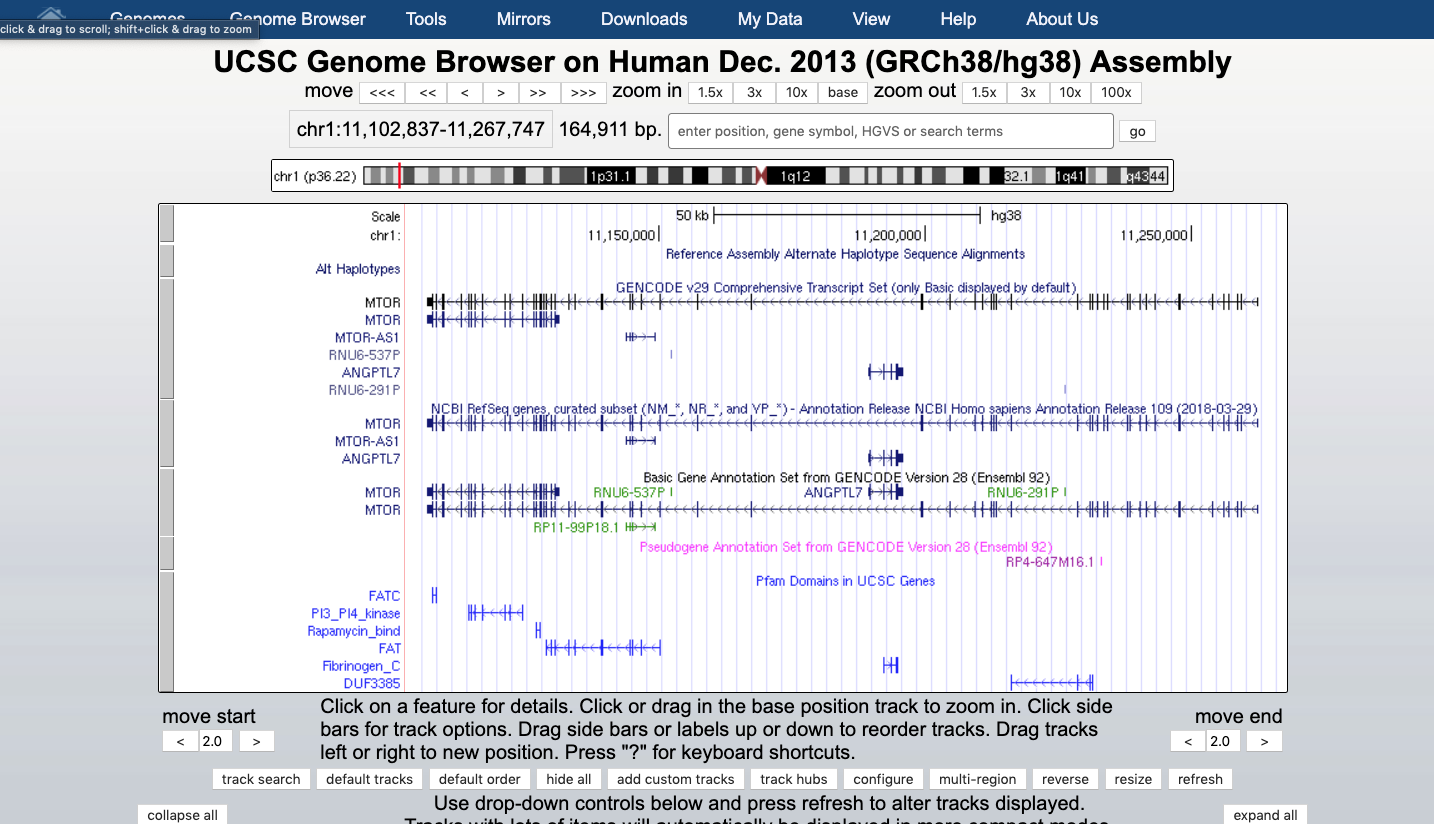 Genomes Genome Browser Tools Mirrors Downloads My Data View Help About Us
click & drag to scroll; shift+click & drag to zoom
UCSC Genome Browser on Human Dec. 2013 (GRCh38/hg38) Assembly
move <<< << < > >> >>> zoom in 1.5x 3x 10x base zoom out 1.5x 3x 10x 100x
chr1:11,102,837-11,267,747 164,911 bp. enter position, gene symbol, HGVS or search terms go
chr1 (p36.22) 1p31.1 1q12 32.1 1q41 q43 44
Scale 50 kb hg38
chr1: 11,150,000 11,200,000 11,250,000
Reference Assembly Alternate Haplotype Sequence Alignments
Alt Haplotypes
GENCODE v29 Comprehensive Transcript Set (only Basic displayed by default)
MTOR
MTOR
MTOR-AS1
RNU6-537P
ANGPTL7
RNU6-291P
NCBI RefSeq genes, curated subset (NM_*, NR_*, and YP_*) - Annotation Release NCBI Homo sapiens Annotation Release 109 (2018-03-29)
MTOR
MTOR-AS1
ANGPTL7
Basic Gene Annotation Set from GENCODE Version 28 (Ensembl 92)
MTOR RNU6-537P ANGPTL7 RNU6-291P
MTOR
RP11-99P18.1
Pseudogene Annotation Set from GENCODE Version 28 (Ensembl 92)
RP4-647M16.1
Pfam Domains in UCSC Genes
FATC
PI3_PI4_kinase
Rapamycin_bind
FAT
Fibrinogen_C
DUF3385
move start
< 2.0 >
Click on a feature for details. Click or drag in the base position track to zoom in. Click side
bars for track options. Drag side bars or labels up or down to reorder tracks. Drag tracks
left or right to new position. Press "?" for keyboard shortcuts.
move end
< 2.0 >
track search default tracks default order hide all add custom tracks track hubs configure multi-region reverse resize refresh
collapse all
Use drop-down controls below and press refresh to alter tracks displayed.
Tracks with lots of items will automatically be displayed in more compact modes.
expand all